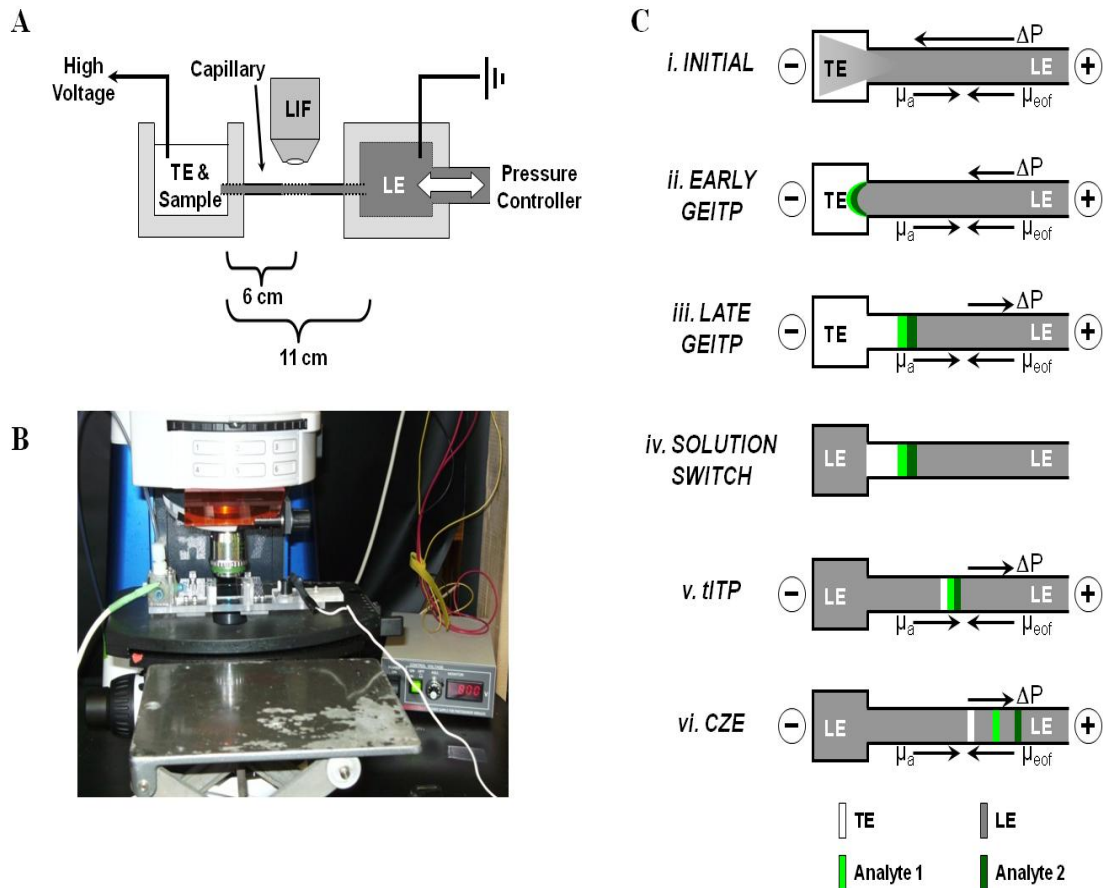 A
High
Voltage
Capillary
LIF
TE &
Sample
LE
Pressure
Controller
6 cm
11 cm
B
C
i. INITIAL
−
TE
ΔP
LE
+
μa
μeof
ii. EARLY
GEITP
−
TE
ΔP
LE
+
μa
μeof
iii. LATE
GEITP
−
TE
ΔP
LE
+
μa
μeof
iv. SOLUTION
SWITCH
LE
LE
v. tITP
−
LE
ΔP
LE
+
μa
μeof
vi. CZE
−
LE
ΔP
LE
+
μa
μeof
TE
LE
Analyte 1
Analyte 2